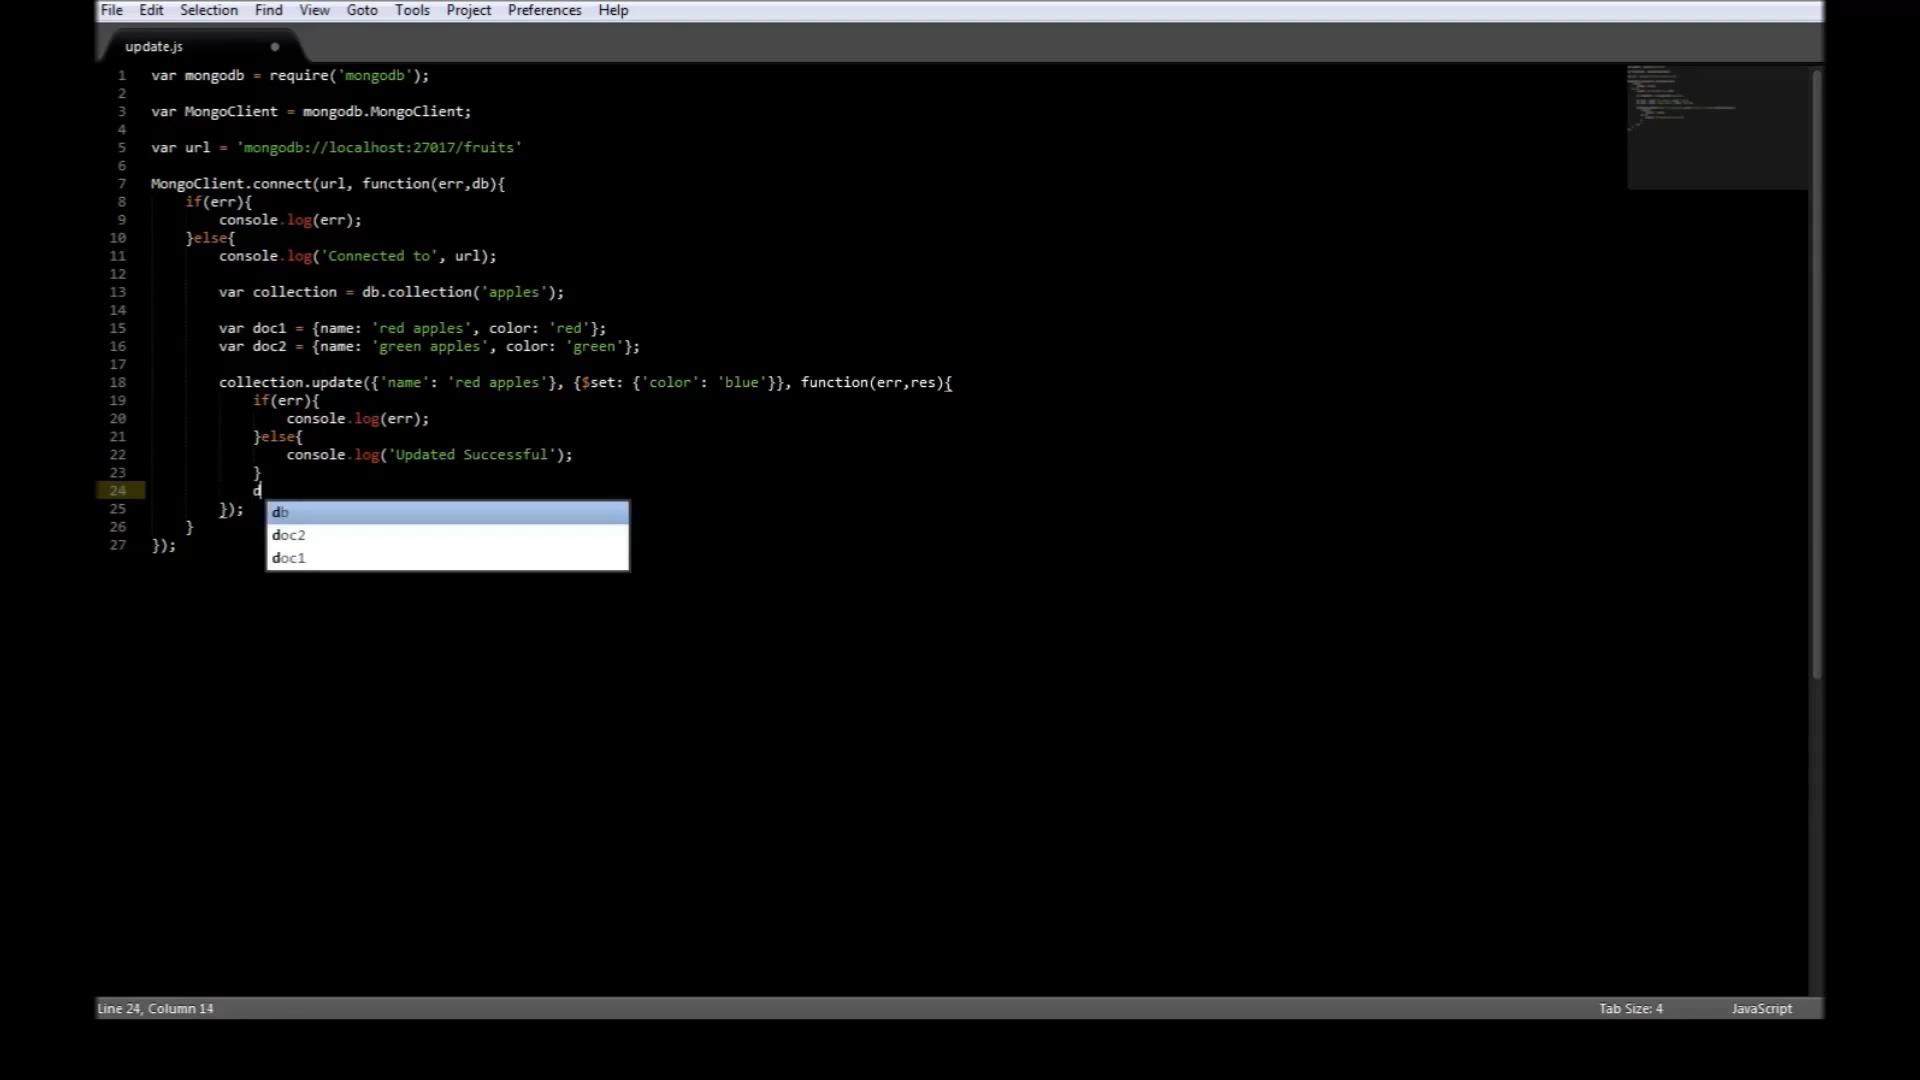 File Edit Selection Find View Goto Tools Project Preferences Help
update.js
1 var mongodb = require('mongodb');
2
3 var MongoClient = mongodb.MongoClient;
4
5 var url = 'mongodb://localhost:27017/fruits'
6
7 MongoClient.connect(url, function(err,db){
8 if(err){
9 console.log(err);
10 }else{
11 console.log('Connected to', url);
12
13 var collection = db.collection('apples');
14
15 var doc1 = {name: 'red apples', color: 'red'};
16 var doc2 = {name: 'green apples', color: 'green'};
17
18 collection.update({'name': 'red apples'}, {$set: {'color': 'blue'}}, function(err,res){
19 if(err){
20 console.log(err);
21 }else{
22 console.log('Updated Successful');
23 }
24 d
25 });
db
26 }
doc2
27 });
doc1
Line 24, Column 14 Tab Size: 4 JavaScript